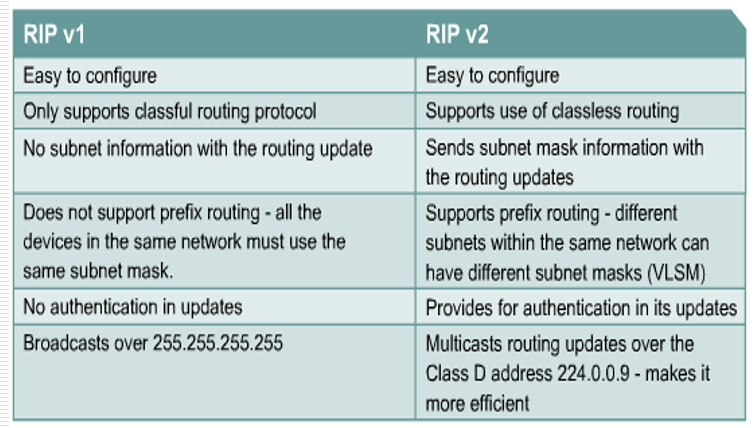 RIP v1
RIP v2
Easy to configure
Easy to configure
Only supports classful routing protocol
Supports use of classless routing
No subnet information with the routing update
Sends subnet mask information with
the routing updates
Does not support prefix routing - all the
devices in the same network must use the
same subnet mask.
Supports prefix routing - different
subnets within the same network can
have different subnet masks (VLSM)
No authentication in updates
Provides for authentication in its updates
Broadcasts over 255.255.255.255
Multicasts routing updates over the
Class D address 224.0.0.9 - makes it
more efficient